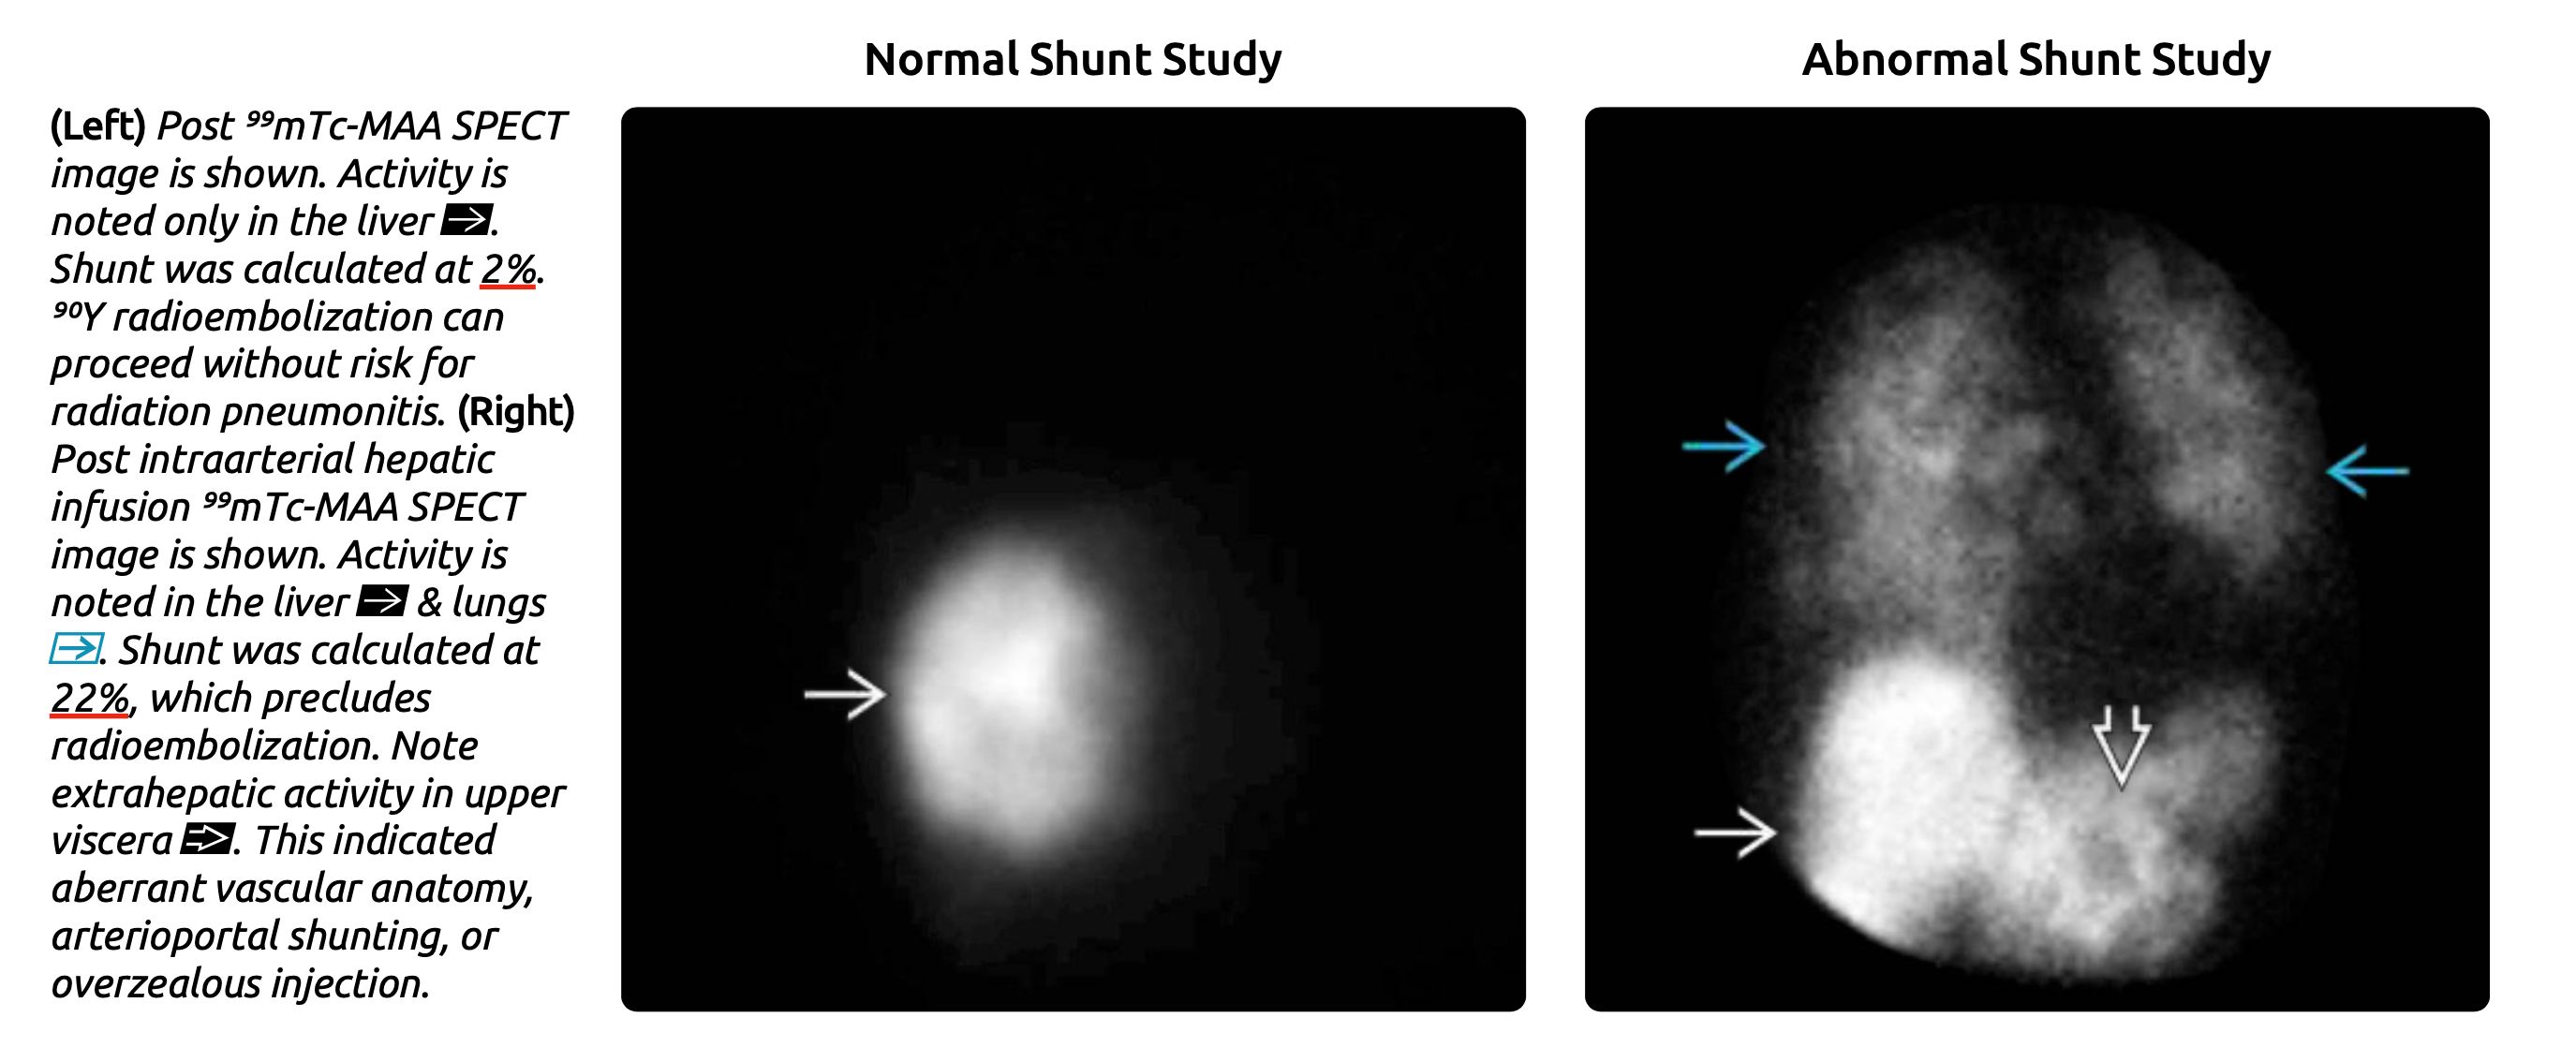 Normal Shunt Study
Abnormal Shunt Study
(Left) Post ⁹⁹mTc-MAA SPECT
image is shown. Activity is
noted only in the liver ➡.
Shunt was calculated at 2%.
⁹⁰Y radioembolization can
proceed without risk for
radiation pneumonitis. (Right)
Post intraarterial hepatic
infusion ⁹⁹mTc-MAA SPECT
image is shown. Activity is
noted in the liver ➡ & lungs
➡. Shunt was calculated at
22%, which precludes
radioembolization. Note
extrahepatic activity in upper
viscera ➡. This indicated
aberrant vascular anatomy,
arterioportal shunting, or
overzealous injection.